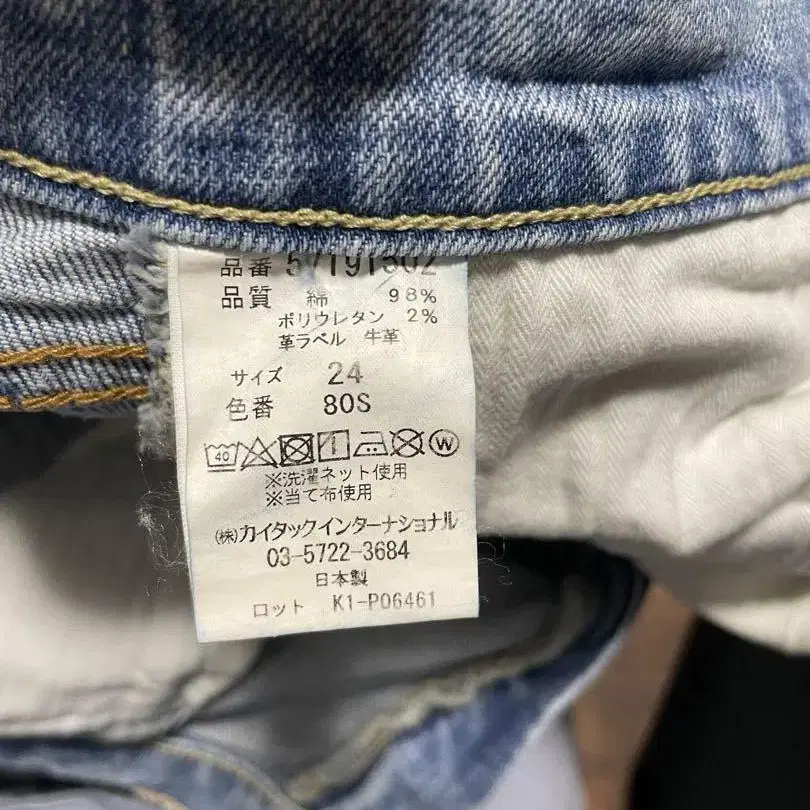 品番
品質 綿 98%
ポリウレタン 2%
革ラベル 牛革
サイズ 24
色番 80S
40 W
※洗濯ネット使用
※当て布使用
(株)カイタックインターナショナル
03-5722-3684
日本製
ロット K1-P06461